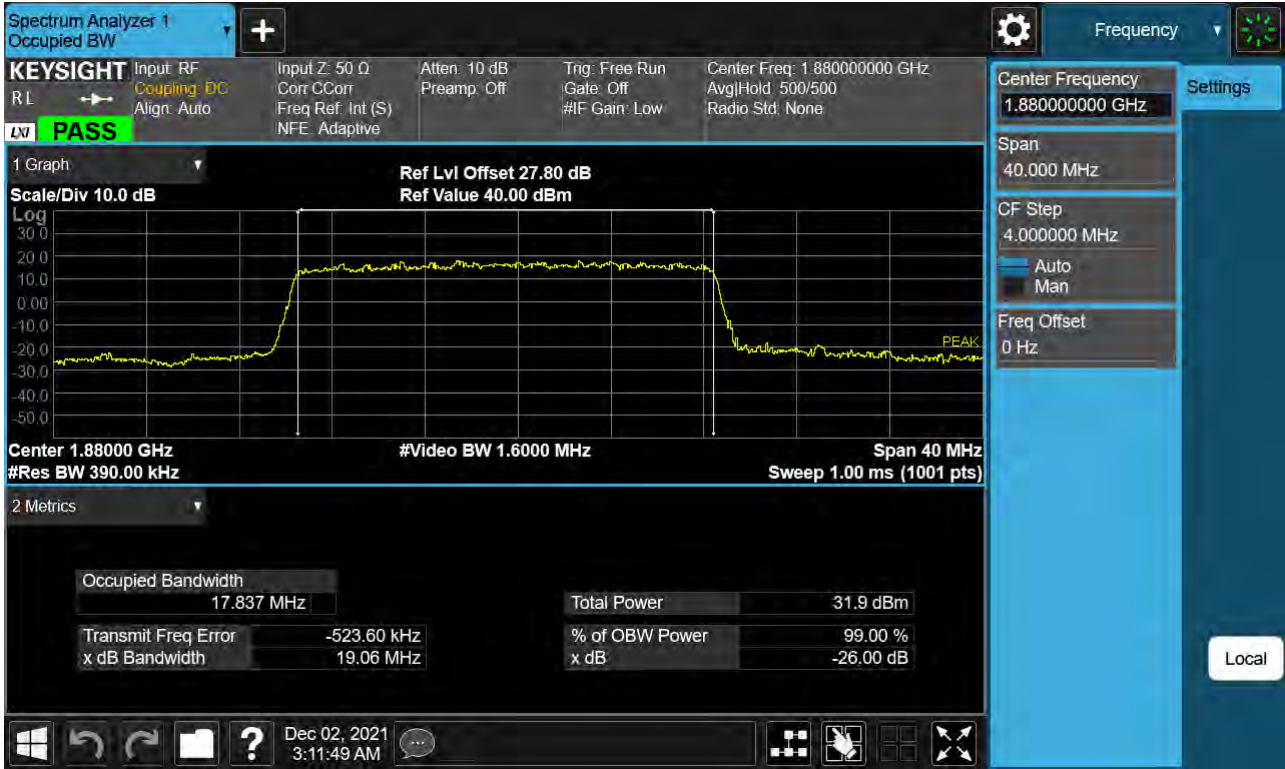 Spectrum Analyzer 1
Occupied BW
Frequency
KEYSIGHT
RL
LXI PASS
Input: RF
Coupling: DC
Align: Auto
Input Z: 50 Ω
Corr CCorr
Freq Ref: Int (S)
NFE: Adaptive
Atten: 10 dB
Preamp: Off
Trig: Free Run
Gate: Off
#IF Gain: Low
Center Freq: 1.880000000 GHz
Avg|Hold: 500/500
Radio Std: None
Center Frequency
1.880000000 GHz
Settings
Span
40.000 MHz
CF Step
4.000000 MHz
Auto
Man
Freq Offset
0 Hz
Local
1 Graph
Ref Lvl Offset 27.80 dB
Scale/Div 10.0 dB
Ref Value 40.00 dBm
Log
30.0
20.0
10.0
0.00
-10.0
-20.0
-30.0
-40.0
-50.0
PEAK
Center 1.88000 GHz
#Video BW 1.6000 MHz
Span 40 MHz
#Res BW 390.00 kHz
Sweep 1.00 ms (1001 pts)
2 Metrics
Occupied Bandwidth
17.837 MHz
Total Power 31.9 dBm
Transmit Freq Error -523.60 kHz
% of OBW Power 99.00 %
x dB Bandwidth 19.06 MHz
x dB -26.00 dB
?
Dec 02, 2021
3:11:49 AM